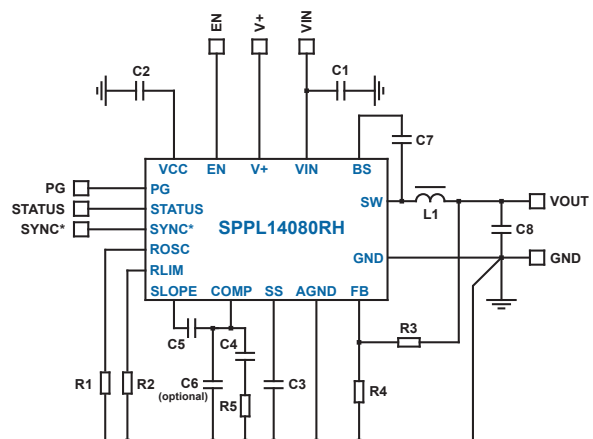 EN
V+
VIN
C2
C1
C7
VCC
EN
V+
VIN
BS
PG
PG
STATUS
STATUS
SYNC*
SYNC*
ROSC
RLIM
SPPL14080RH
SW
L1
VOUT
C8
GND
GND
SLOPE
COMP
SS
AGND
FB
C5
C4
R3
R1
R2
C6
(optional)
R5
C3
R4